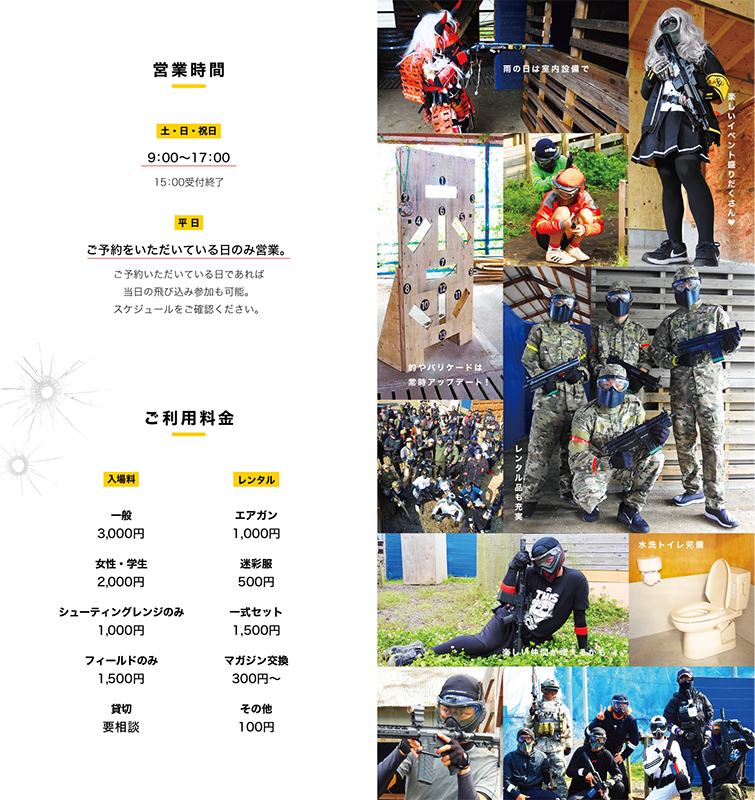 営業時間
土・日・祝日
9:00〜17:00
15:00受付終了
平日
ご予約をいただいている日のみ営業。
ご予約いただいている日であれば
当日の飛び込み参加も可能。
スケジュールをご確認ください。
ご利用料金
入場料
一般
3,000円
女性・学生
2,000円
シューティングレンジのみ
1,000円
フィールドのみ
1,500円
貸切
要相談
レンタル
エアガン
1,000円
迷彩服
500円
一式セット
1,500円
マガジン交換
300円〜
その他
100円
雨の日は室内設備で
楽しいイベント盛りだくさん♥
1
2
3
4
5
6
7
8
9
10
11
12
13
的やバリケードは
常時アップデート！
レンタル品も充実
水洗トイレ完備
楽しい仲間が増えるかも…。